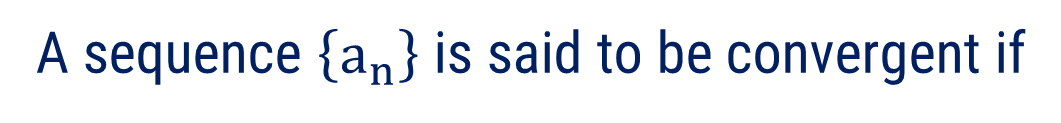 A sequence {aₙ} is said to be convergent if